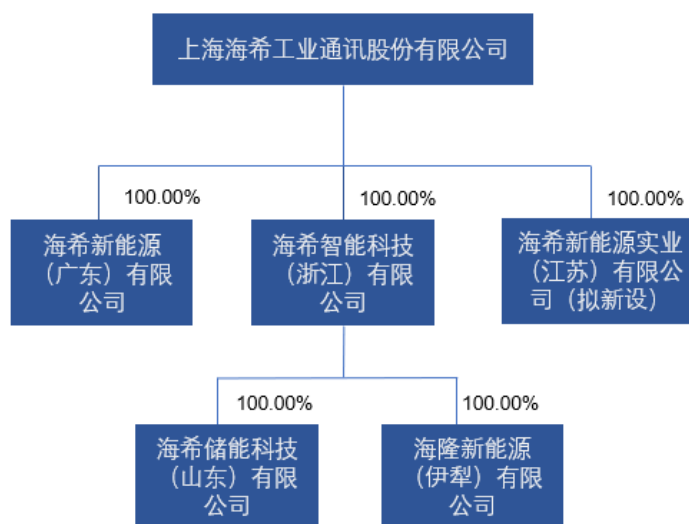 上海海希工业通讯股份有限公司
100.00%
100.00%
100.00%
海希新能源
（广东）有限
公司
海希智能科技
（浙江）有限
公司
海希新能源实业
（江苏）有限公
司（拟新设）
100.00%
100.00%
海希储能科技
（山东）有限
公司
海隆新能源
（伊犁）有限
公司